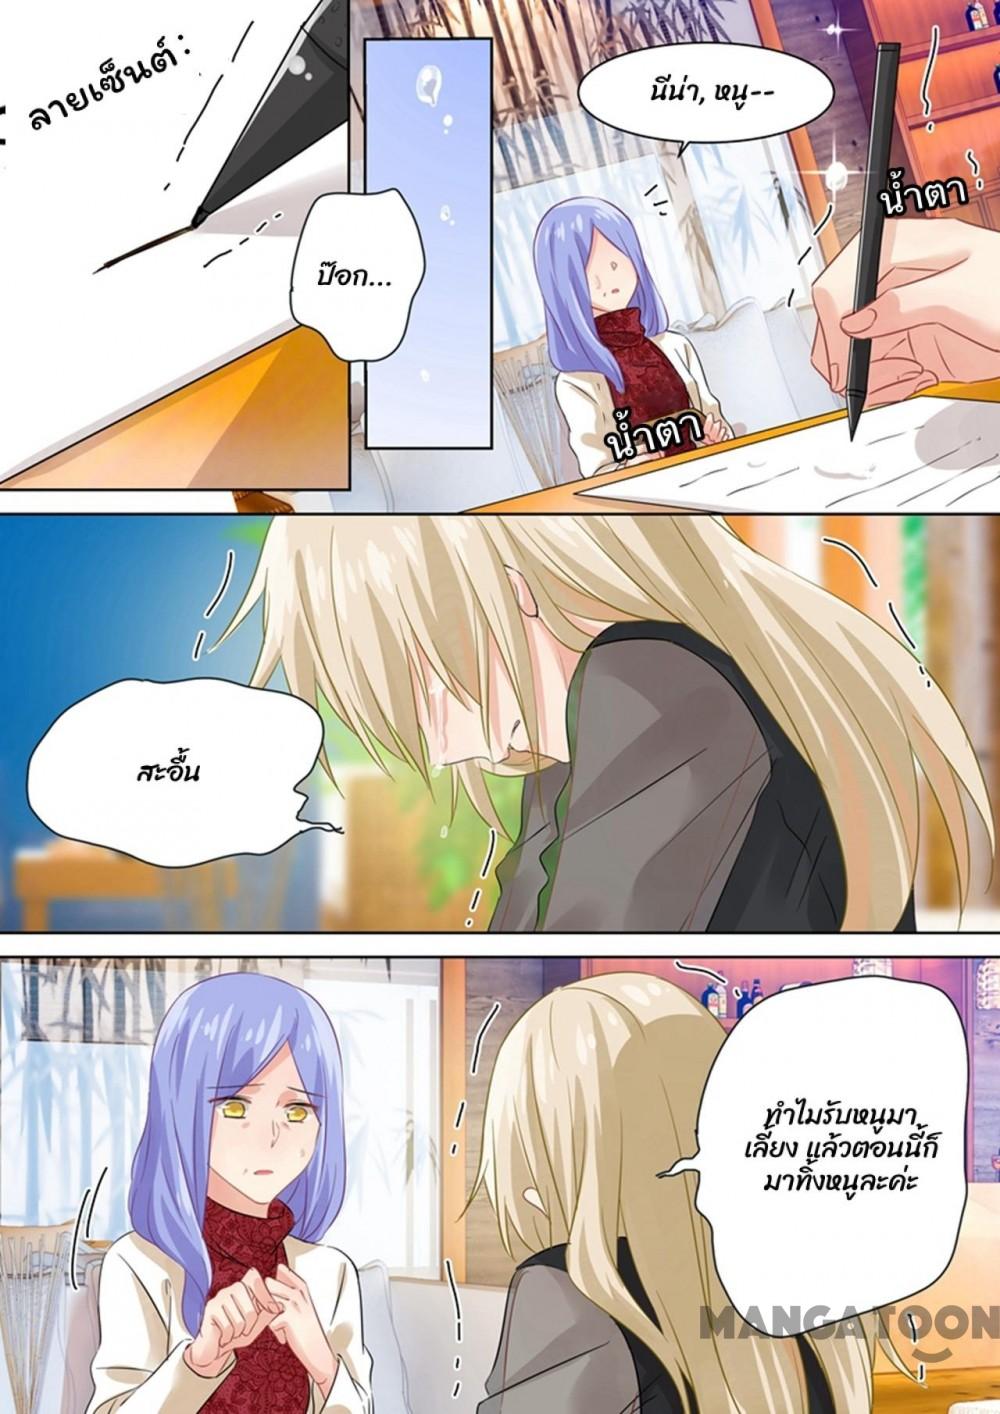 ลายเซ็นต์:
ป๊อก...
นีน่า, หนู--
น้ำตา
น้ำตา
สะอื้น
ทำไมรับหนูมา
เลี้ยง แล้วตอนนี้ก็
มาทิ้งหนูละค่ะ
MANGATOON